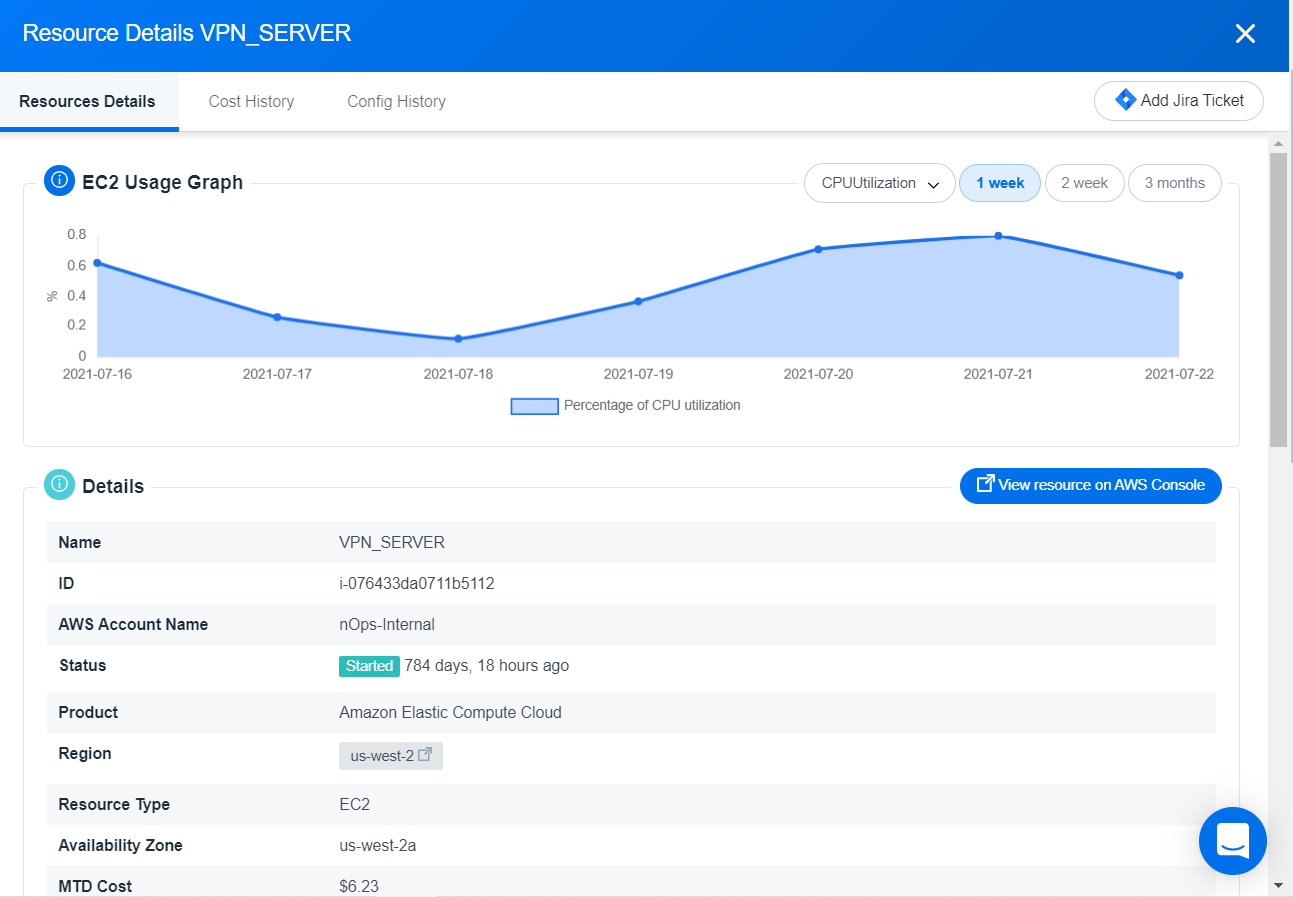 Resource Details VPN_SERVER
Resources Details Cost History Config History Add Jira Ticket
EC2 Usage Graph CPUUtilization 1 week 2 week 3 months
0.8
0.6
%
0.4
0.2
0
2021-07-16 2021-07-17 2021-07-18 2021-07-19 2021-07-20 2021-07-21 2021-07-22
Percentage of CPU utilization
Details View resource on AWS Console
Name VPN_SERVER
ID i-076433da0711b5112
AWS Account Name nOps-Internal
Status Started 784 days, 18 hours ago
Product Amazon Elastic Compute Cloud
Region us-west-2
Resource Type EC2
Availability Zone us-west-2a
MTD Cost $6.23